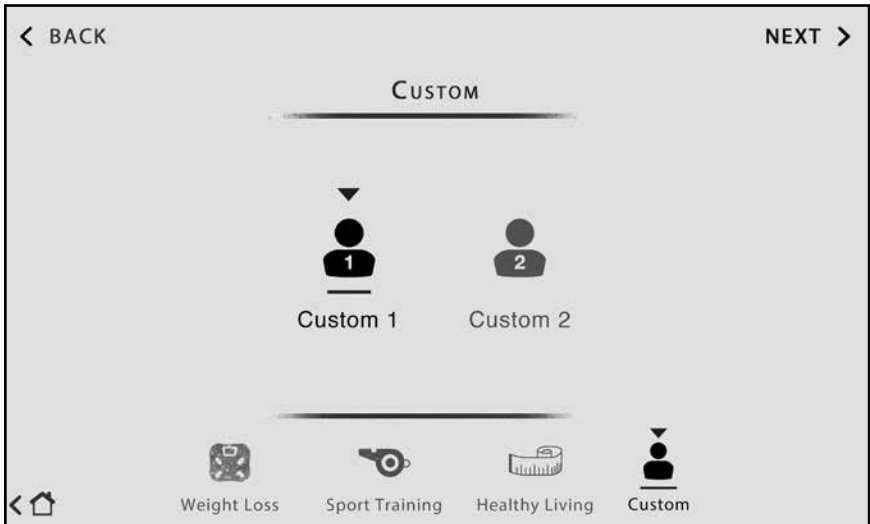 BACK
NEXT
CUSTOM
1
2
Custom 1
Custom 2
Weight Loss
Sport Training
Healthy Living
Custom